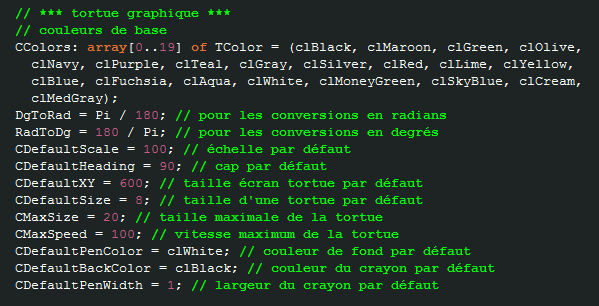 // *** tortue graphique ***
// couleurs de base
CColors: array[0..19] of TColor = (clBlack, clMaroon, clGreen, clOlive,
clNavy, clPurple, clTeal, clGray, clSilver, clRed, clLime, clYellow,
clBlue, clFuchsia, clAqua, clWhite, clMoneyGreen, clSkyBlue, clCream,
clMedGray);
DgToRad = Pi / 180; // pour les conversions en radians
RadToDg = 180 / Pi; // pour les conversions en degrés
CDefaultScale = 100; // échelle par défaut
CDefaultHeading = 90; // cap par défaut
CDefaultXY = 600; // taille écran tortue par défaut
CDefaultSize = 8; // taille d'une tortue par défaut
CMaxSize = 20; // taille maximale de la tortue
CMaxSpeed = 100; // vitesse maximum de la tortue
CDefaultPenColor = clWhite; // couleur de fond par défaut
CDefaultBackColor = clBlack; // couleur du crayon par défaut
CDefaultPenWidth = 1; // largeur du crayon par défaut